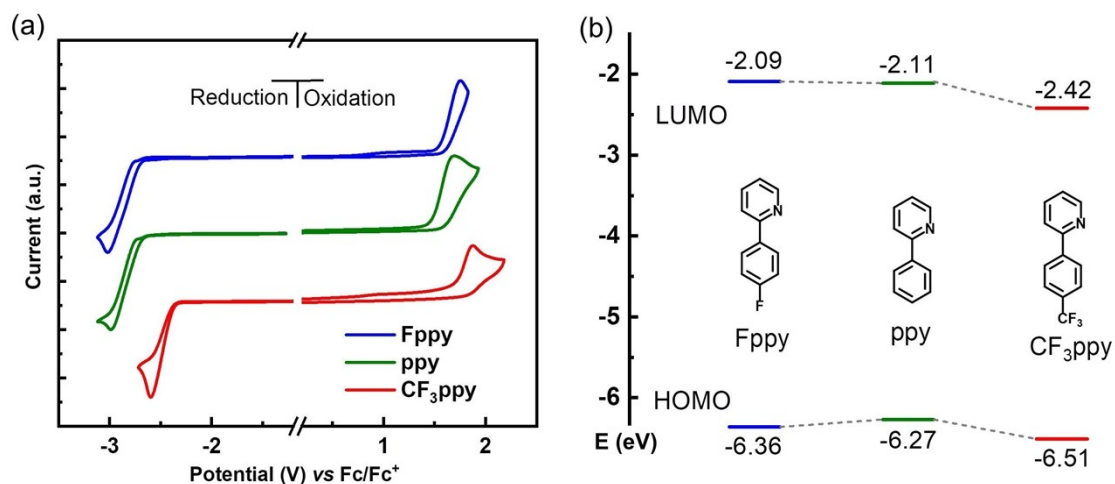 (a)
Reduction
Oxidation
Current (a.u.)
Fppy
ppy
CF₃ppy
-3
-2
1
2
Potential (V) vs Fc/Fc⁺
(b)
-2
-3
-4
-5
-6
E (eV)
LUMO
-2.09
-2.11
-2.42
N
F
Fppy
N
ppy
N
CF₃
CF₃ppy
HOMO
-6.36
-6.27
-6.51